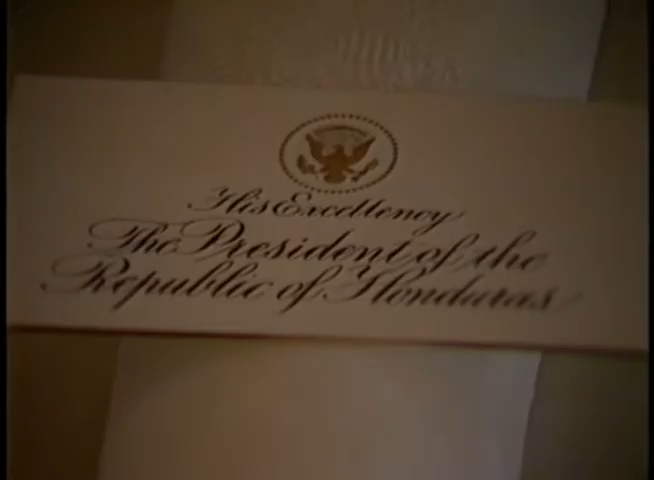 His Excellency
The President of the
Republic of Honduras